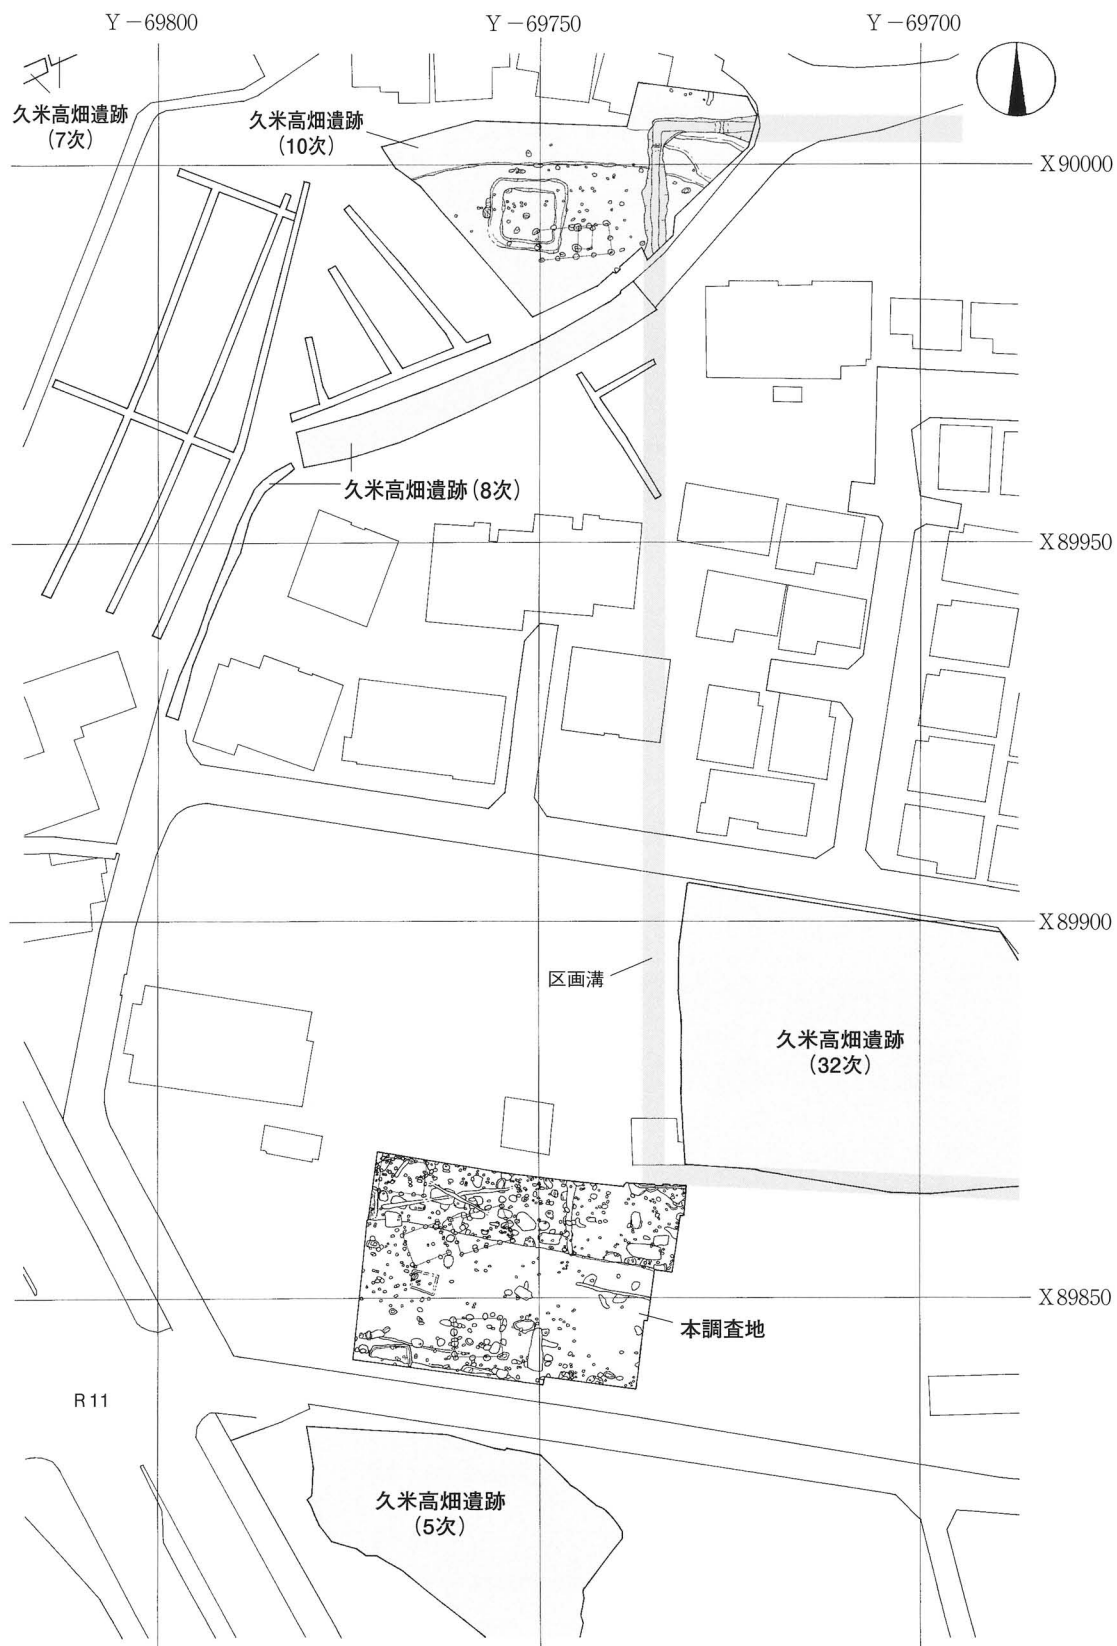 Y－69800
Y－69750
Y－69700
久米高畑遺跡
(7次)
久米高畑遺跡
(10次)
X90000
久米高畑遺跡(8次)
X89950
X89900
区画溝
久米高畑遺跡
(32次)
X89850
本調査地
R11
久米高畑遺跡
(5次)